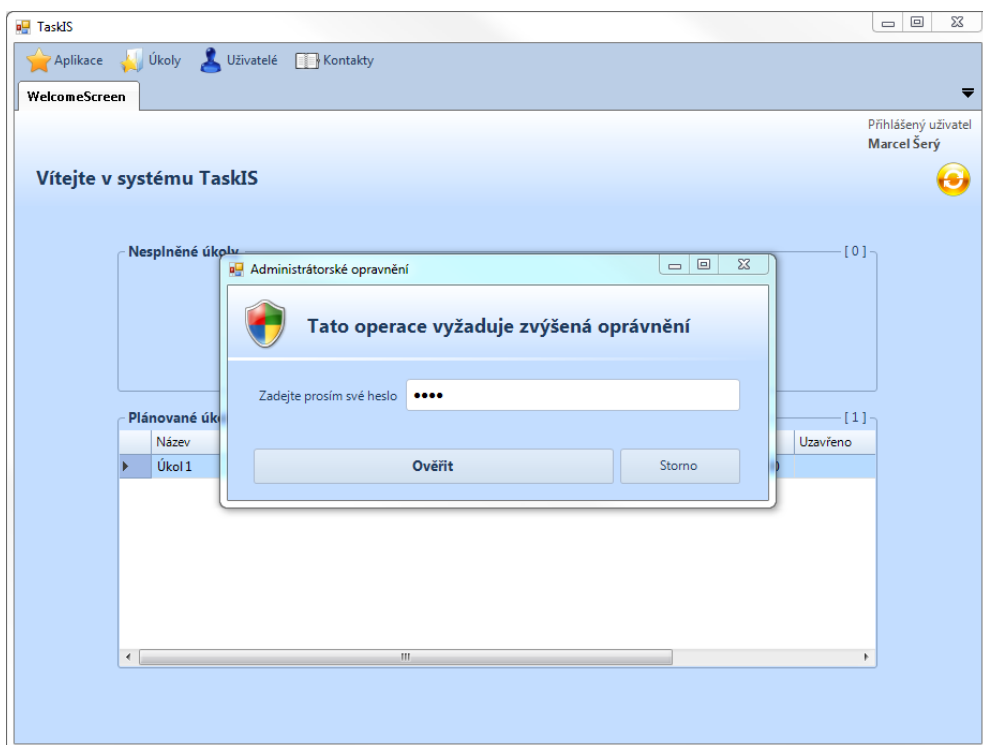 TaskIS
Aplikace Úkoly Uživatelé Kontakty
WelcomeScreen
Přihlášený uživatel
Marcel Šerý
Vítejte v systému TaskIS
Nesplněné úkoly [ 0 ]
Administrátorské opravnění
Tato operace vyžaduje zvýšená oprávnění
Zadejte prosím své heslo ••••
Ověřit Storno
Plánované úko [ 1 ]
Název Uzavřeno
Úkol 1